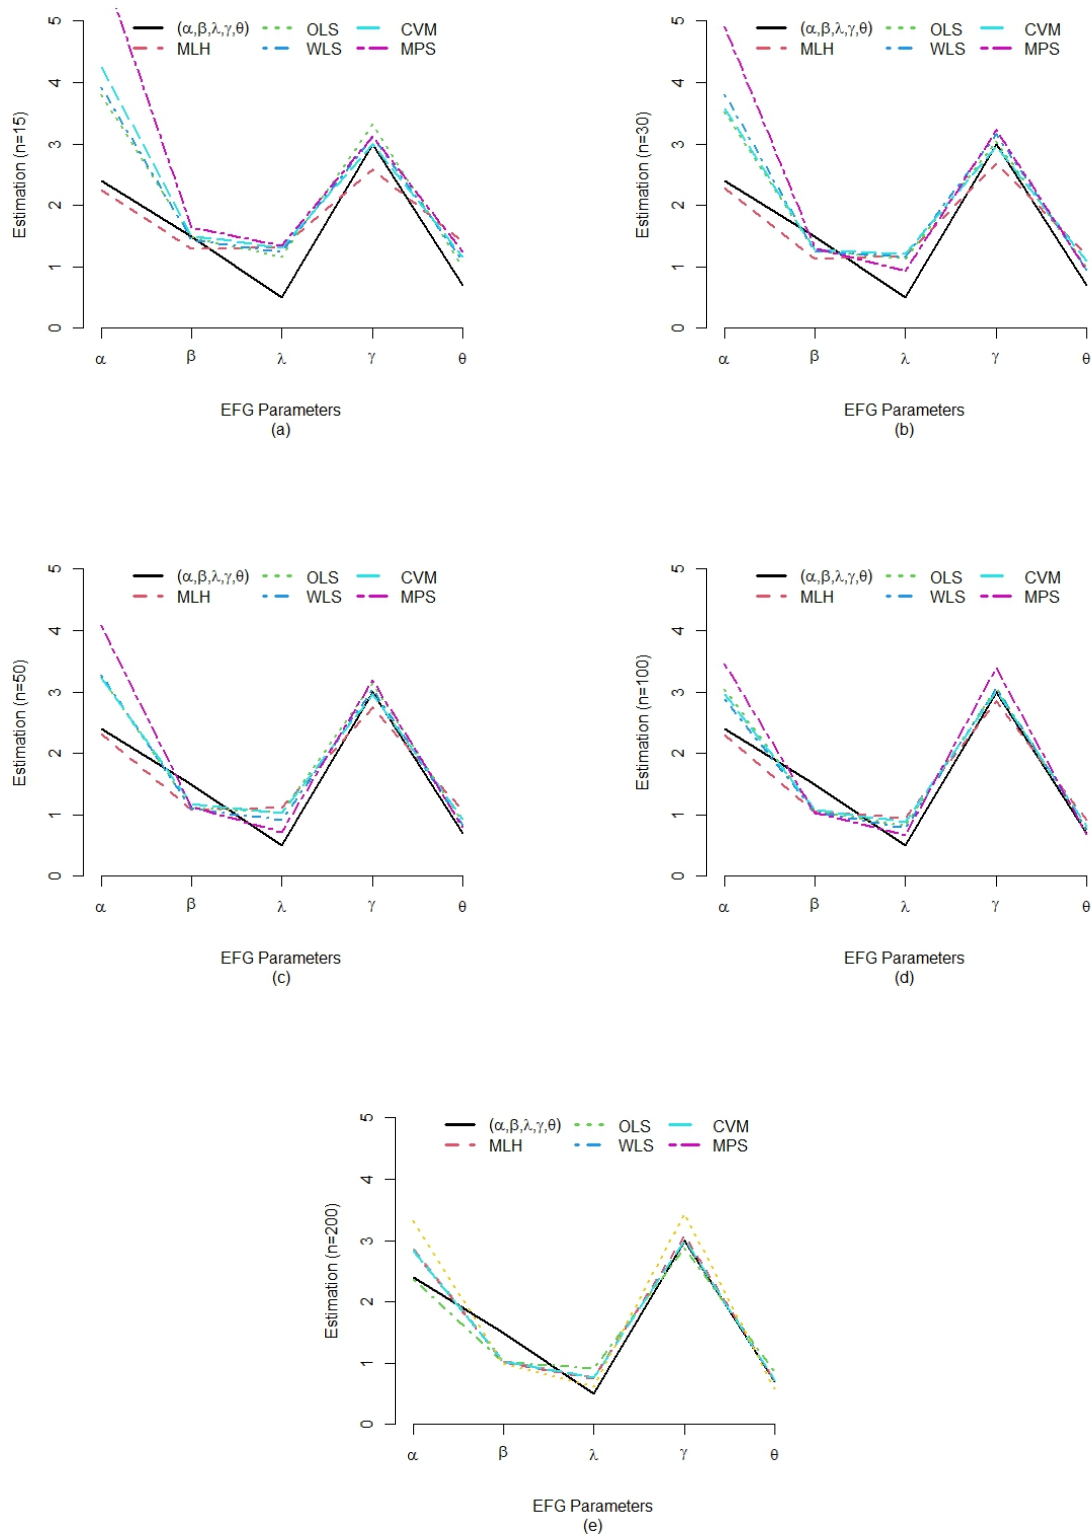 (α,β,λ,γ,θ) OLS CVM
MLH WLS MPS
Estimation (n=15)
5
4
3
2
1
0
α β λ γ θ
EFG Parameters
(a)
(α,β,λ,γ,θ) OLS CVM
MLH WLS MPS
Estimation (n=30)
5
4
3
2
1
0
α β λ γ θ
EFG Parameters
(b)
(α,β,λ,γ,θ) OLS CVM
MLH WLS MPS
Estimation (n=50)
5
4
3
2
1
0
α β λ γ θ
EFG Parameters
(c)
(α,β,λ,γ,θ) OLS CVM
MLH WLS MPS
Estimation (n=100)
5
4
3
2
1
0
α β λ γ θ
EFG Parameters
(d)
(α,β,λ,γ,θ) OLS CVM
MLH WLS MPS
Estimation (n=200)
5
4
3
2
1
0
α β λ γ θ
EFG Parameters
(e)